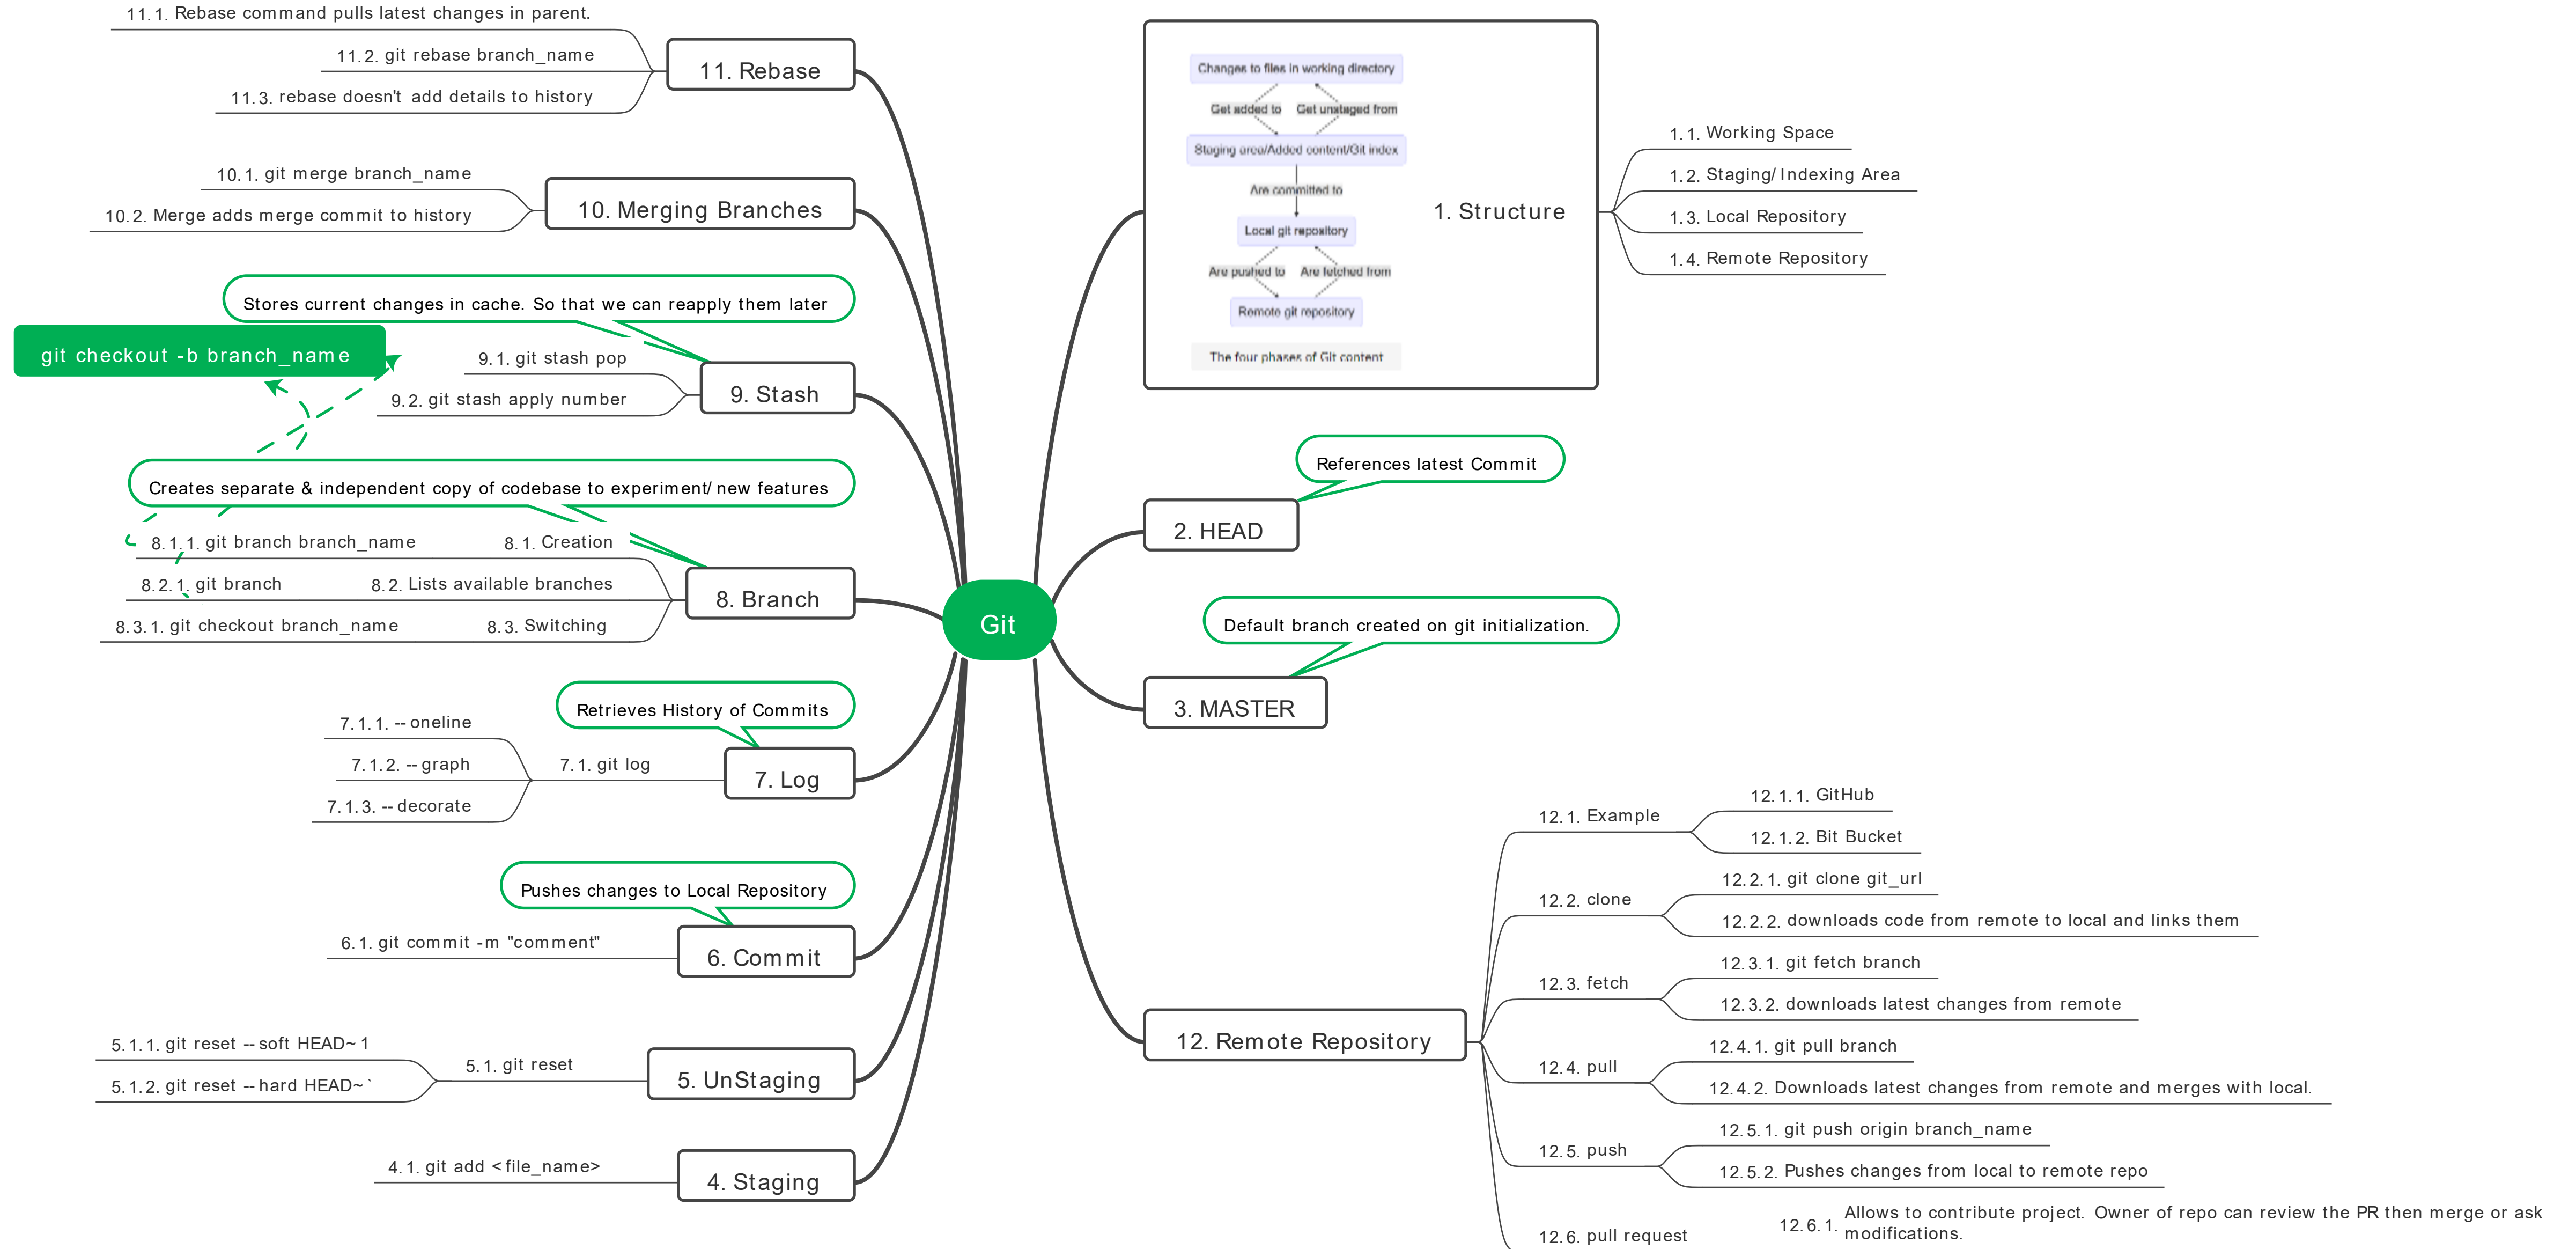 Git
1. Structure
Changes to files in working directory
Get added to
Get unstaged from
Staging area/Added content/Git index
Are committed to
Local git repository
Are pushed to
Are fetched from
Remote git repository
The four phases of Git content
1.1. Working Space
1.2. Staging/Indexing Area
1.3. Local Repository
1.4. Remote Repository
References latest Commit
2. HEAD
Default branch created on git initialization.
3. MASTER
4. Staging
4.1. git add <file_name>
5. UnStaging
5.1. git reset
5.1.1. git reset --soft HEAD~1
5.1.2. git reset --hard HEAD~`
Pushes changes to Local Repository
6. Commit
6.1. git commit -m "comment"
Retrieves History of Commits
7. Log
7.1. git log
7.1.1. --oneline
7.1.2. --graph
7.1.3. --decorate
Creates separate & independent copy of codebase to experiment/new features
8. Branch
8.1. Creation
8.1.1. git branch branch_name
8.2. Lists available branches
8.2.1. git branch
8.3. Switching
8.3.1. git checkout branch_name
git checkout -b branch_name
Stores current changes in cache. So that we can reapply them later
9. Stash
9.1. git stash pop
9.2. git stash apply number
10. Merging Branches
10.1. git merge branch_name
10.2. Merge adds merge commit to history
11. Rebase
11.1. Rebase command pulls latest changes in parent.
11.2. git rebase branch_name
11.3. rebase doesn't add details to history
12. Remote Repository
12.1. Example
12.1.1. GitHub
12.1.2. Bit Bucket
12.2. clone
12.2.1. git clone git_url
12.2.2. downloads code from remote to local and links them
12.3. fetch
12.3.1. git fetch branch
12.3.2. downloads latest changes from remote
12.4. pull
12.4.1. git pull branch
12.4.2. Downloads latest changes from remote and merges with local.
12.5. push
12.5.1. git push origin branch_name
12.5.2. Pushes changes from local to remote repo
12.6. pull request
12.6.1. Allows to contribute project. Owner of repo can review the PR then merge or ask
modifications.